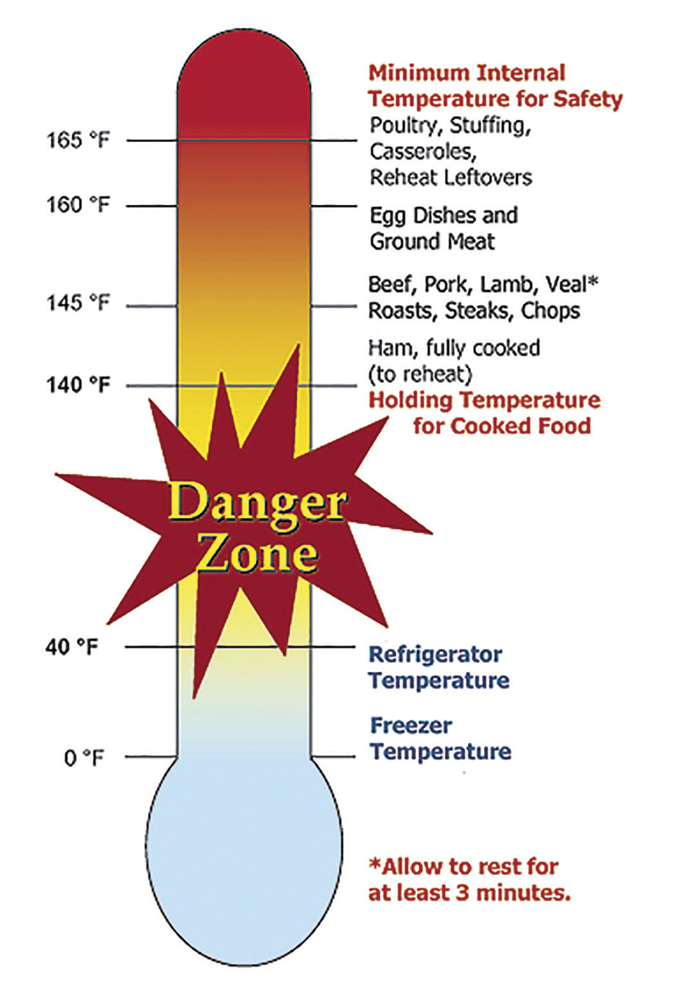 Minimum Internal
Temperature for Safety
165 °F
Poultry, Stuffing,
Casseroles,
Reheat Leftovers
160 °F
Egg Dishes and
Ground Meat
145 °F
Beef, Pork, Lamb, Veal*
Roasts, Steaks, Chops
140 °F
Ham, fully cooked
(to reheat)
Holding Temperature
for Cooked Food
Danger
Zone
40 °F
Refrigerator
Temperature
0 °F
Freezer
Temperature
*Allow to rest for
at least 3 minutes.